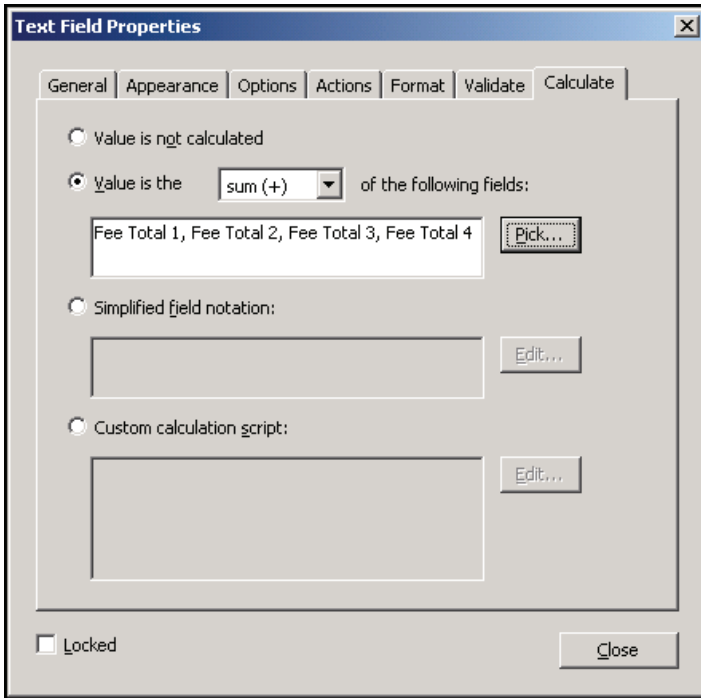 Text Field Properties
General Appearance Options Actions Format Validate Calculate
Value is not calculated
Value is the sum (+) of the following fields:
Fee Total 1, Fee Total 2, Fee Total 3, Fee Total 4 Pick...
Simplified field notation:
Edit...
Custom calculation script:
Edit...
Locked Close